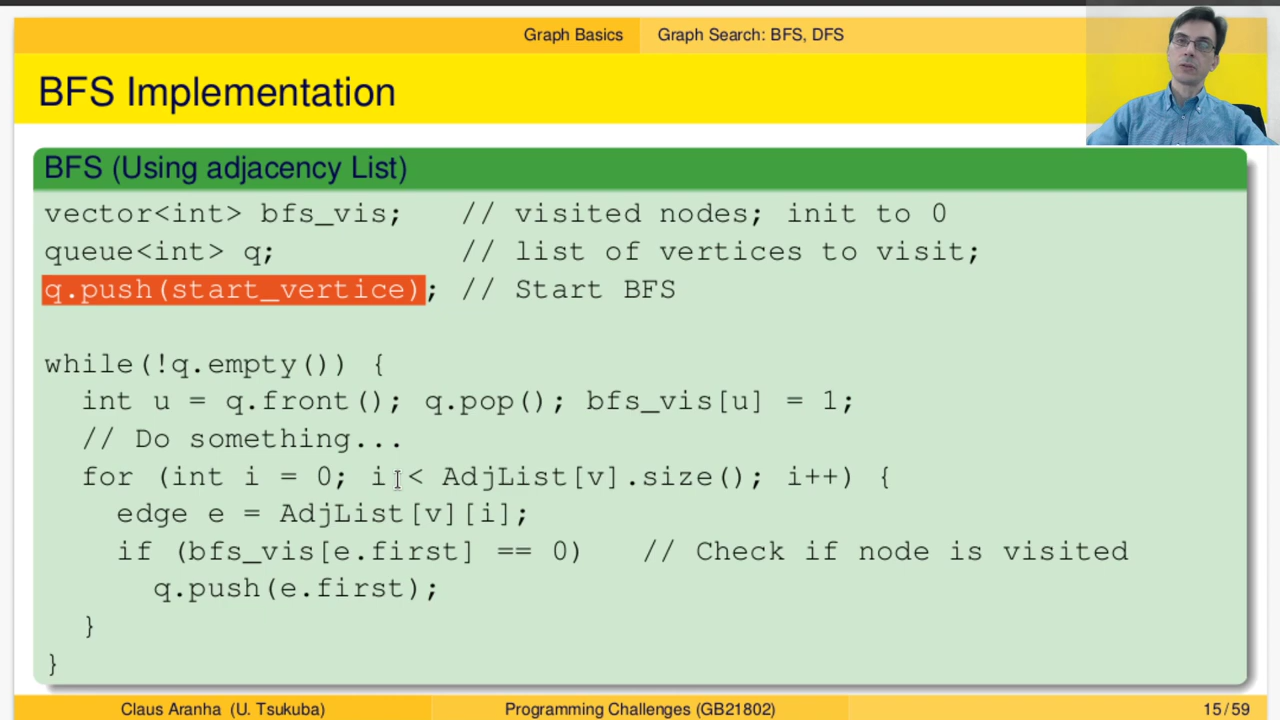 Graph Basics Graph Search: BFS, DFS
BFS Implementation
BFS (Using adjacency List)
vector<int> bfs_vis; // visited nodes; init to 0
queue<int> q; // list of vertices to visit;
q.push(start_vertice); // Start BFS
while(!q.empty()) {
int u = q.front(); q.pop(); bfs_vis[u] = 1;
// Do something...
for (int i = 0; i < AdjList[v].size(); i++) {
edge e = AdjList[v][i];
if (bfs_vis[e.first] == 0) // Check if node is visited
q.push(e.first);
}
}
Claus Aranha (U. Tsukuba) Programming Challenges (GB21802) 15 / 59